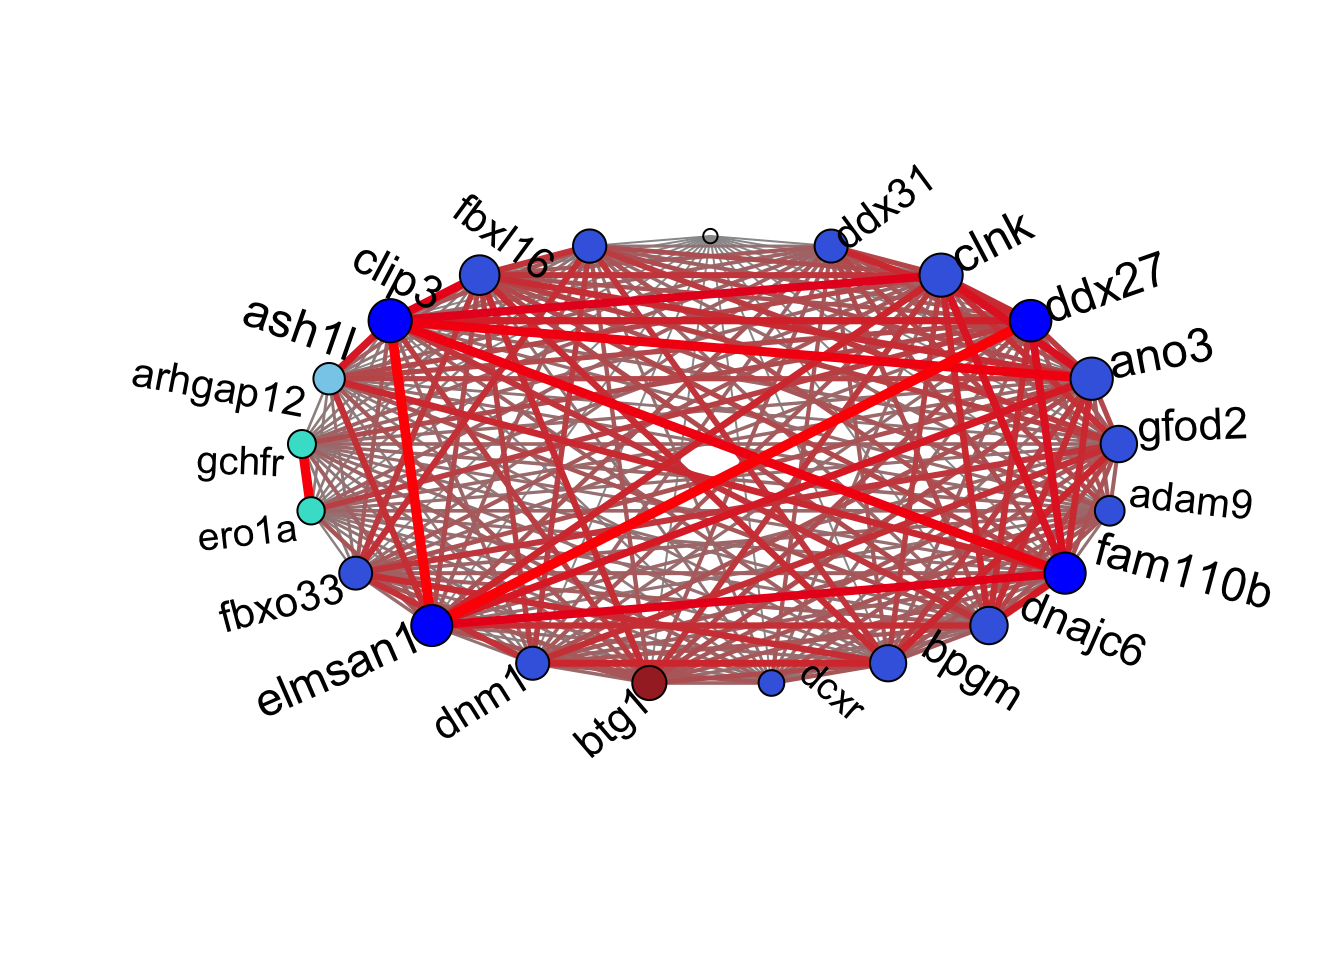 ddx31
fbxl16
clnk
clip3
ddx27
ash1l
ano3
arhgap12
gfod2
gchfr
adam9
ero1a
fam110b
fbxo33
dnajc6
elmsan1
bpgm
dnm1
dcxr
btg1